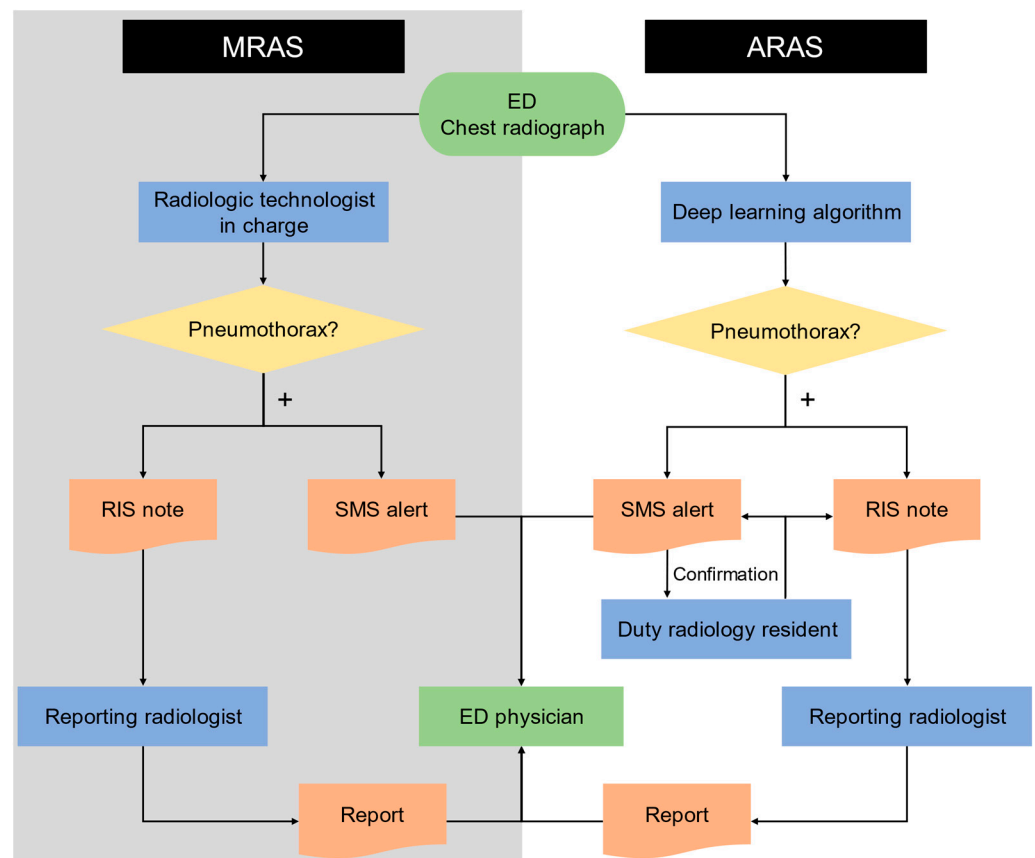 MRAS
ARAS
ED
Chest radiograph
Radiologic technologist
in charge
Deep learning algorithm
Pneumothorax?
Pneumothorax?
+
+
RIS note
SMS alert
SMS alert
RIS note
Confirmation
Duty radiology resident
Reporting radiologist
ED physician
Reporting radiologist
Report
Report